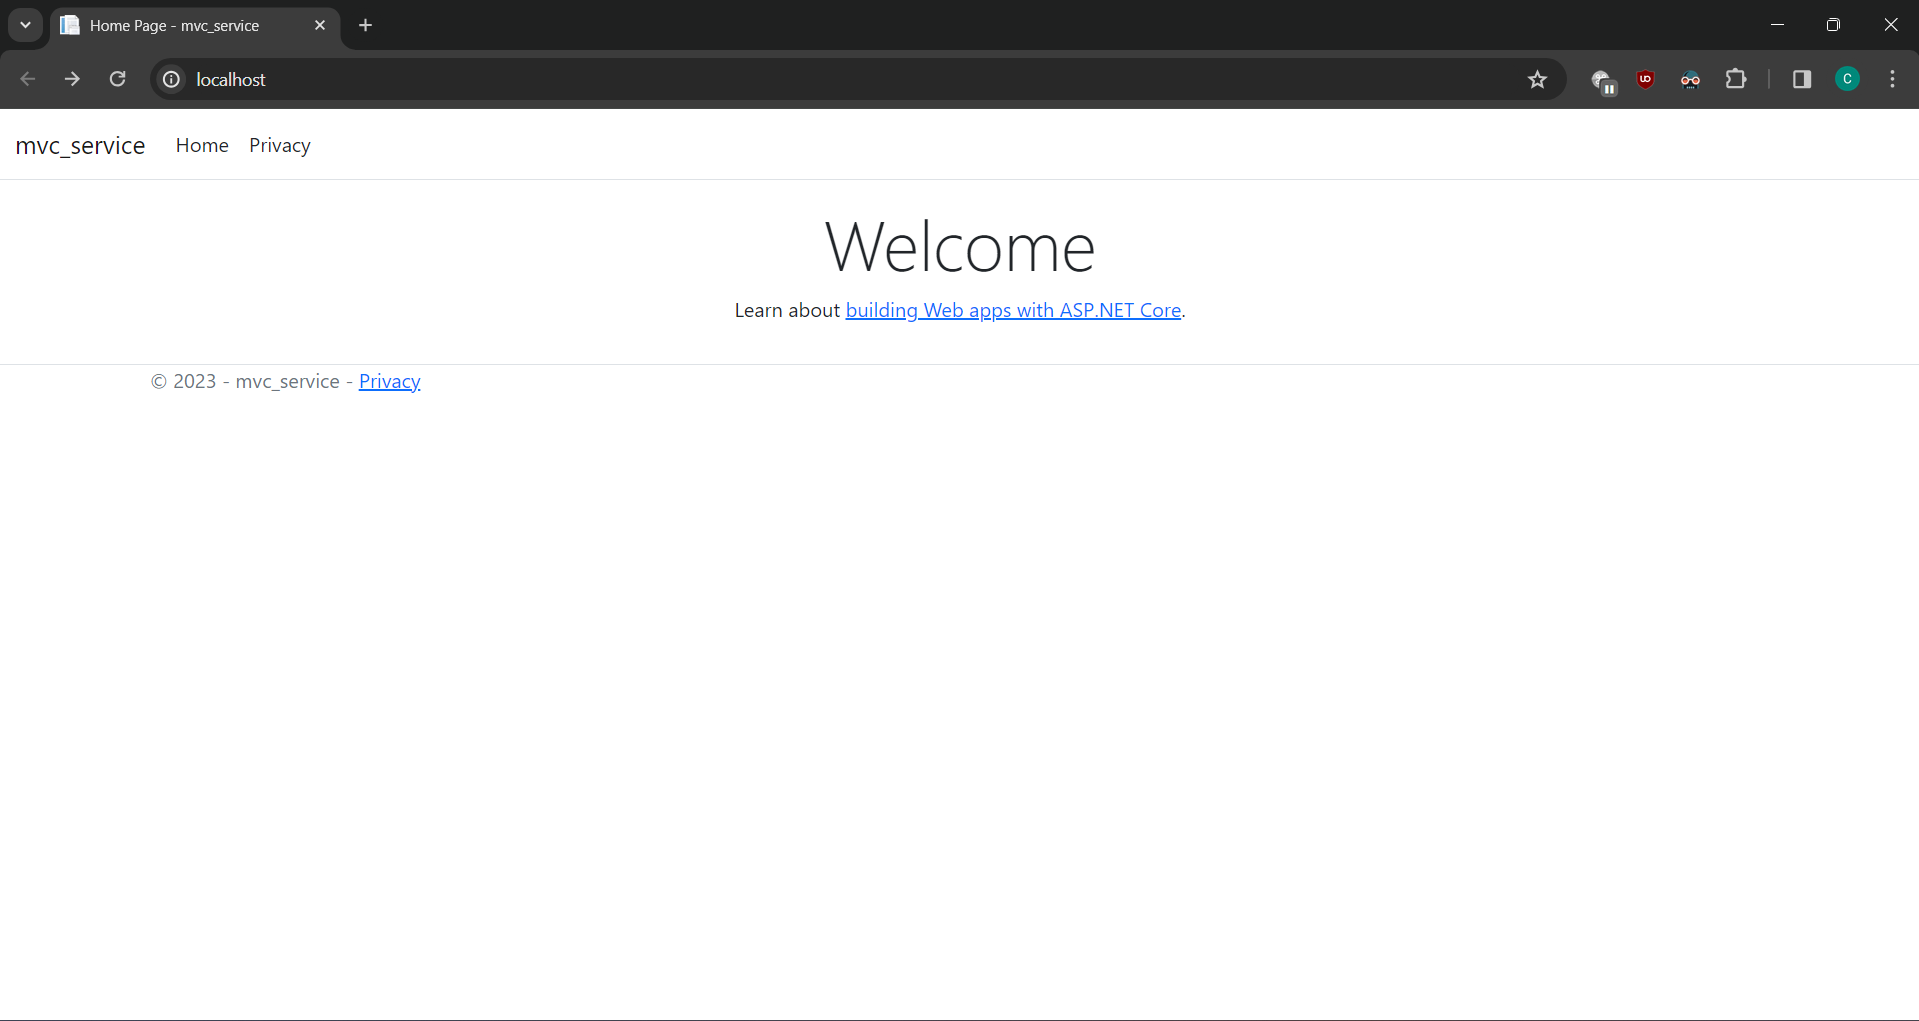 Home Page - mvc_service
localhost
UO
C
mvc_service Home Privacy
Welcome
Learn about building Web apps with ASP.NET Core.
© 2023 - mvc_service - Privacy